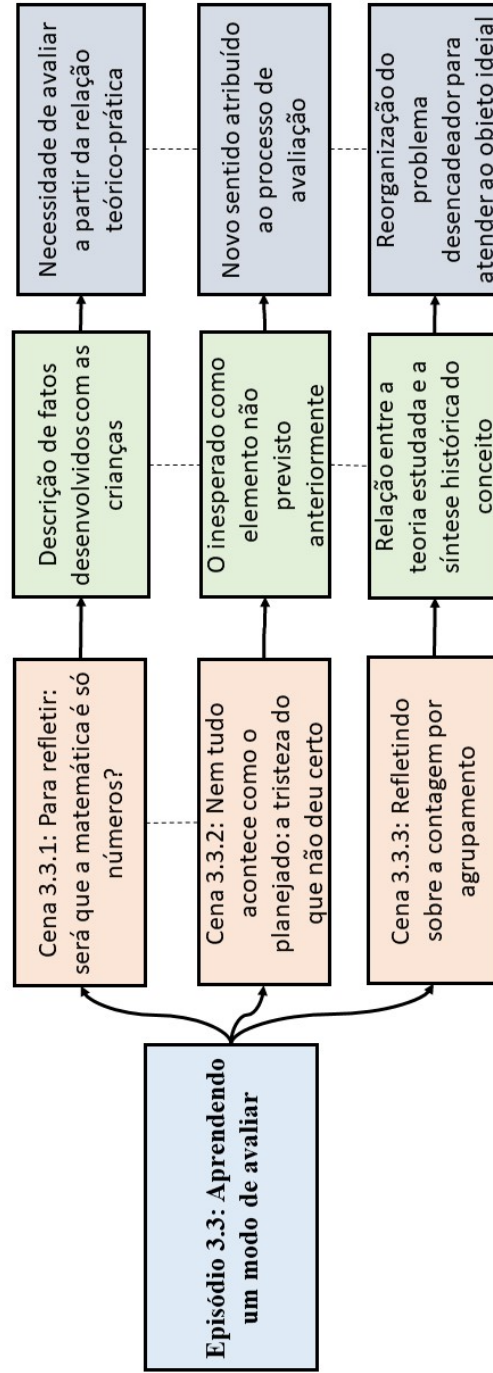 Episódio 3.3: Aprendendo
um modo de avaliar
Cena 3.3.1: Para refletir:
será que a matemática é só
números?
Descrição de fatos
desenvolvidos com as
crianças
Necessidade de avaliar
a partir da relação
teórico-prática
Cena 3.3.2: Nem tudo
acontece como o
planejado: a tristeza do
que não deu certo
O inesperado como
elemento não
previsto
anteriormente
Novo sentido atribuído
ao processo de
avaliação
Cena 3.3.3: Refletindo
sobre a contagem por
agrupamento
Relação entre a
teoria estudada e a
síntese histórica do
conceito
Reorganização do
problema
desencadeador para
atender ao objeto ideial